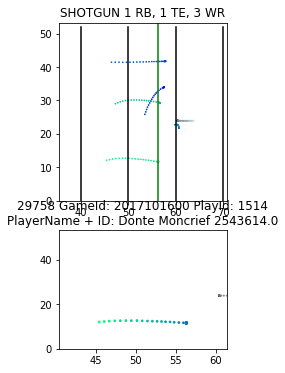 SHOTGUN 1 RB, 1 TE, 3 WR
50
40
30
20
10
0
40 50 60 70
29758 GameId: 2017101600 PlayId: 1514
PlayerName + ID: Donte Moncrief 2543614.0
40
20
0
45 50 55 60